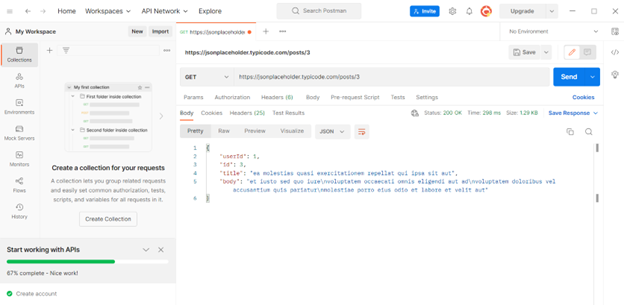 Home Workspaces API Network Explore Search Postman Invite Upgrade
My Workspace New Import
GET https://jsonplaceholde
No Environment
Collections
APIs
Environments
Mock Servers
Monitors
Flows
History
My first collection
First folder inside collection
Second folder inside collection
Create a collection for your requests
A collection lets you group related requests
and easily set common authorization, tests,
scripts, and variables for all requests in it.
Create Collection
Start working with APIs
67% complete - Nice work!
Create account
https://jsonplaceholder.typicode.com/posts/3
Save
GET https://jsonplaceholder.typicode.com/posts/3 Send
Params Authorization Headers (6) Body Pre-request Script Tests Settings Cookies
Body Cookies Headers (25) Test Results Status: 200 OK Time: 296 ms Size: 1.29 KB Save Response
Pretty Raw Preview Visualize JSON
1 {
2 "userId": 1,
3 "id": 3,
4 "title": "ea molestias quasi exercitationem repellat qui ipsa sit aut",
5 "body": "et iusto sed quo iure\nvoluptatem occaecati omnis eligendi aut ad\nvoluptatem doloribus vel
accusantium quis pariatur\nmolestiae porro eius odio et labore et velit aut"
6 }